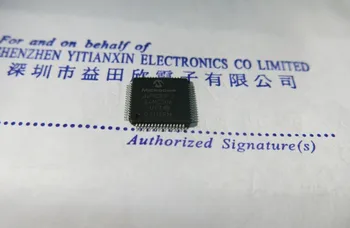 For and on behalf of
SHENZHEN YITIANXIN ELECTRONICS CO LIMITED
深圳市益田欣電子有限公司
Authorized Signature(s)